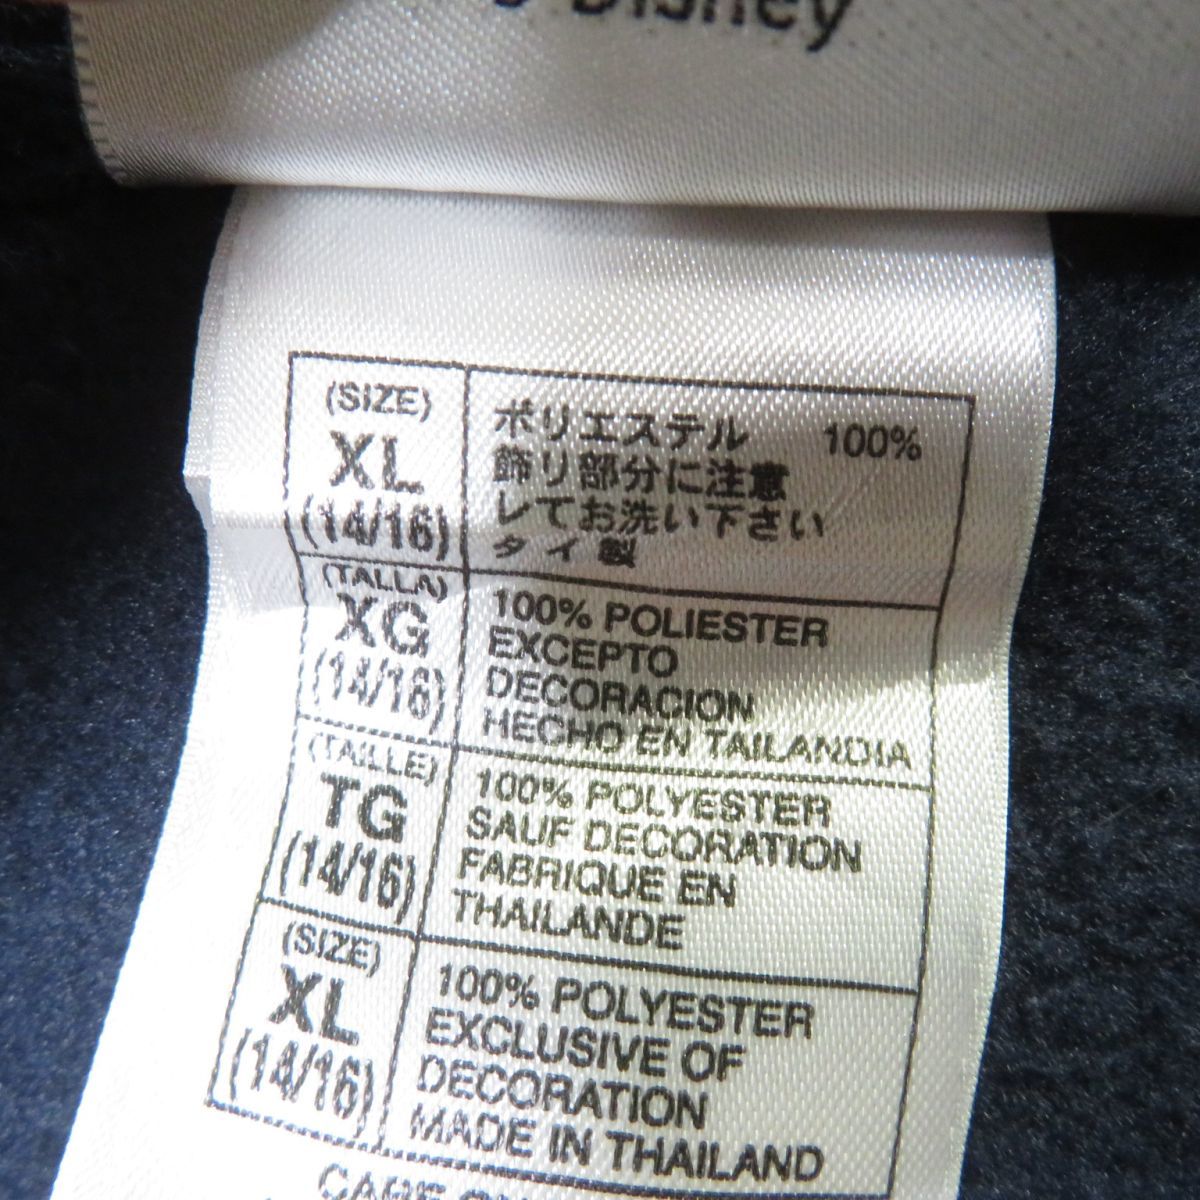 Disney
(SIZE)
XL
(14/16)
ポリエステル 100%
飾り部分に注意
してお洗い下さい
タイ製
(TALLA)
XG
(14/16)
100% POLIESTER
EXCEPTO
DECORACION
HECHO EN TAILANDIA
(TAILLE)
TG
(14/16)
100% POLYESTER
SAUF DECORATION
FABRIQUE EN
THAILANDE
(SIZE)
XL
(14/16)
100% POLYESTER
EXCLUSIVE OF
DECORATION
MADE IN THAILAND
CARE